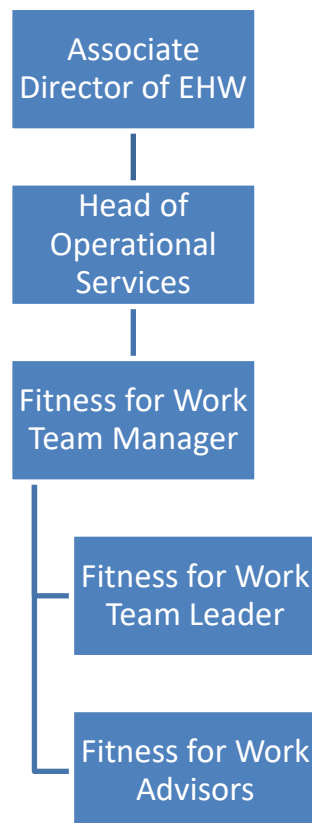 Associate
Director of EHW
Head of
Operational
Services
Fitness for Work
Team Manager
Fitness for Work
Team Leader
Fitness for Work
Advisors